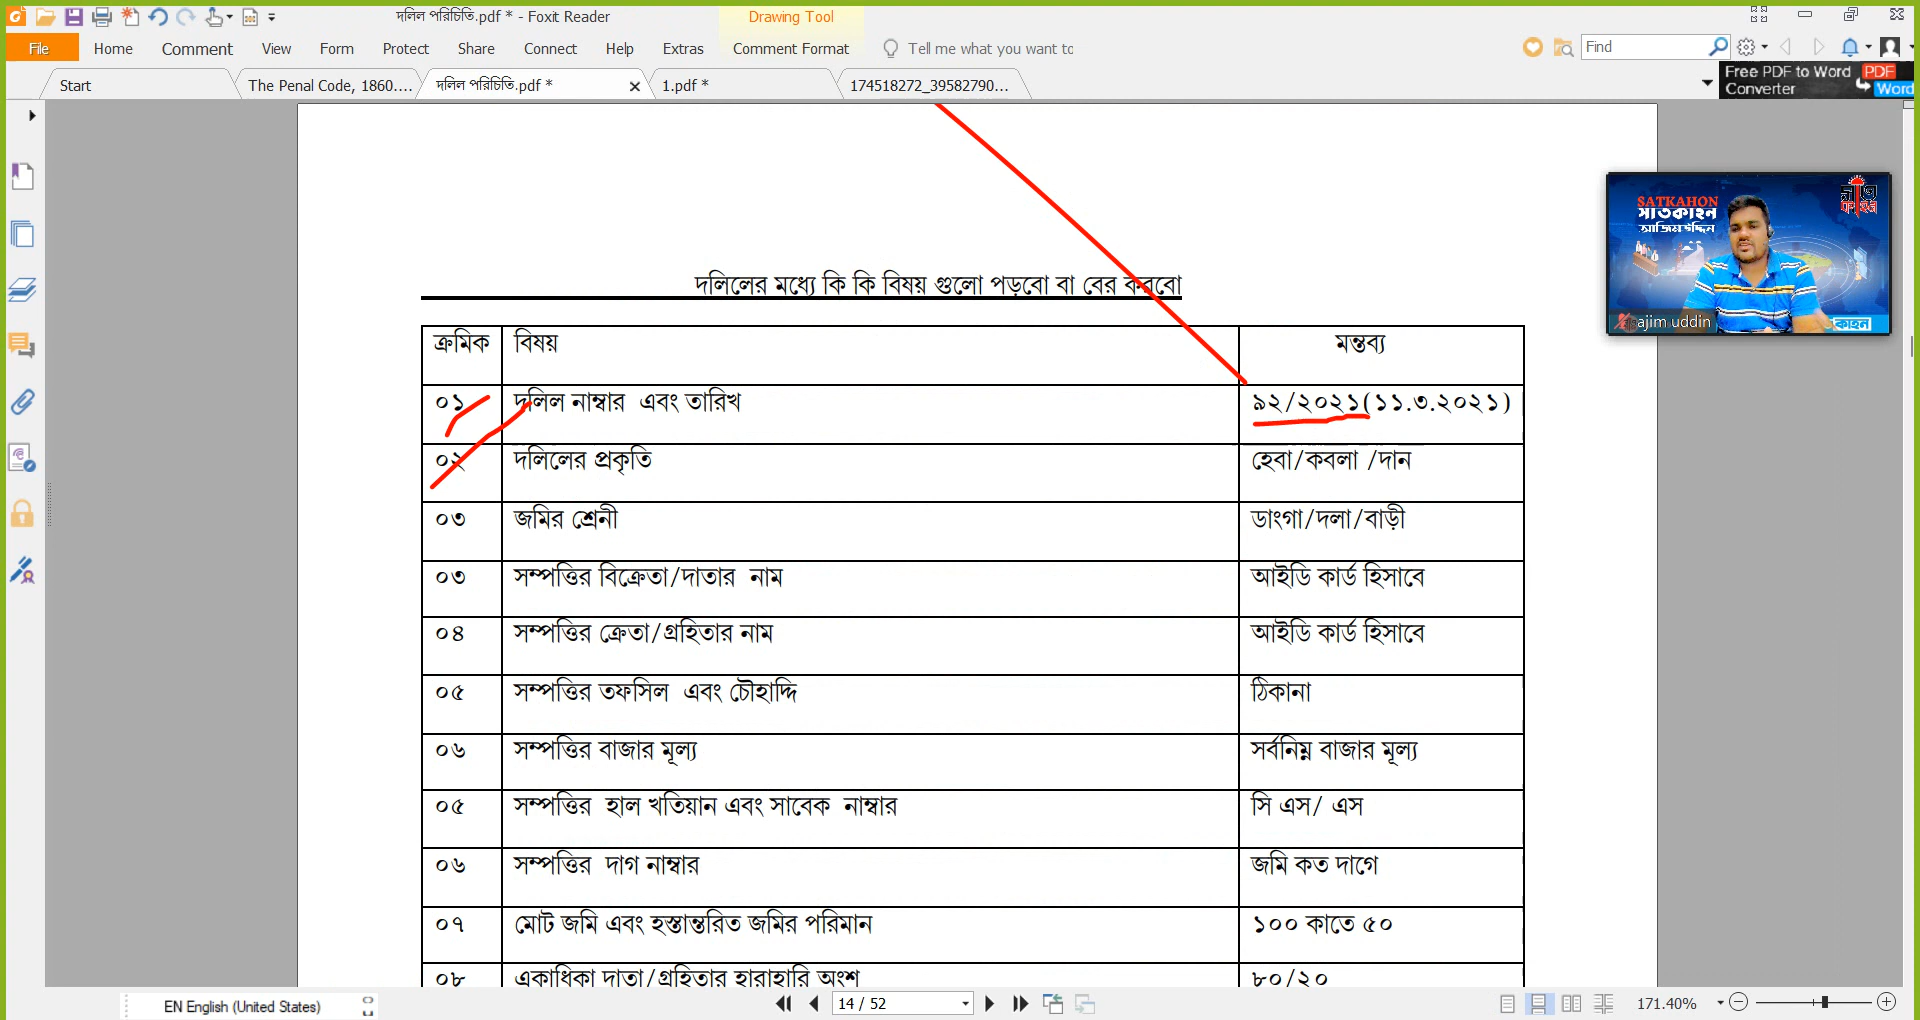 দলিল পরিচিতি.pdf * - Foxit Reader
Drawing Tool
File Home Comment View Form Protect Share Connect Help Extras Comment Format Tell me what you want to
Find
Start
The Penal Code, 1860....
দলিল পরিচিতি.pdf *
1.pdf *
174518272_39582790...
Free PDF to Word Converter
PDF
Word
SATKAHON
সাতকাহন
আজিম উদ্দিন
ajim uddin
দলিলের মধ্যে কি কি বিষয় গুলো পড়বো বা বের করবো
ক্রমিক বিষয় মন্তব্য
০১ দলিল নাম্বার এবং তারিখ ৯২/২০২১(১১.৩.২০২১)
০২ দলিলের প্রকৃতি হেবা/কবলা /দান
০৩ জমির শ্রেনী ডাংগা/দলা/বাড়ী
০৩ সম্পত্তির বিক্রেতা/দাতার নাম আইডি কার্ড হিসাবে
০৪ সম্পত্তির ক্রেতা/গ্রহিতার নাম আইডি কার্ড হিসাবে
০৫ সম্পত্তির তফসিল এবং চৌহাদ্দি ঠিকানা
০৬ সম্পত্তির বাজার মূল্য সর্বনিম্ন বাজার মূল্য
০৫ সম্পত্তির হাল খতিয়ান এবং সাবেক নাম্বার সি এস/ এস
০৬ সম্পত্তির দাগ নাম্বার জমি কত দাগে
০৭ মোট জমি এবং হস্তান্তরিত জমির পরিমান ১০০ কাতে ৫০
০৮ একাধিকা দাতা/গ্রহিতার হারাহারি অংশ ৮০/২০
EN English (United States)
14 / 52
171.40%